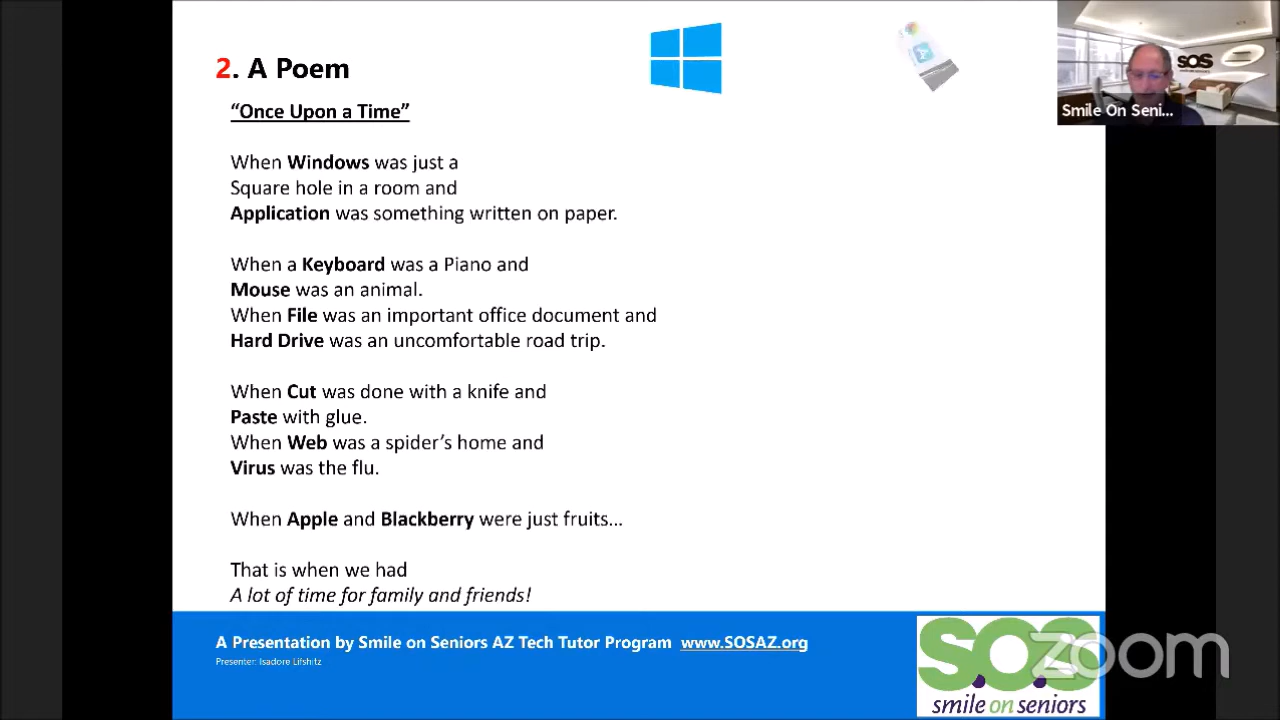 2. A Poem
"Once Upon a Time"
When Windows was just a
Square hole in a room and
Application was something written on paper.
When a Keyboard was a Piano and
Mouse was an animal.
When File was an important office document and
Hard Drive was an uncomfortable road trip.
When Cut was done with a knife and
Paste with glue.
When Web was a spider's home and
Virus was the flu.
When Apple and Blackberry were just fruits...
That is when we had
A lot of time for family and friends!
A Presentation by Smile on Seniors AZ Tech Tutor Program www.SOSAZ.org
Presenter: Isadore Lifshitz
SOS
Smile On Seni...
S.O.S
smile on seniors
zoom